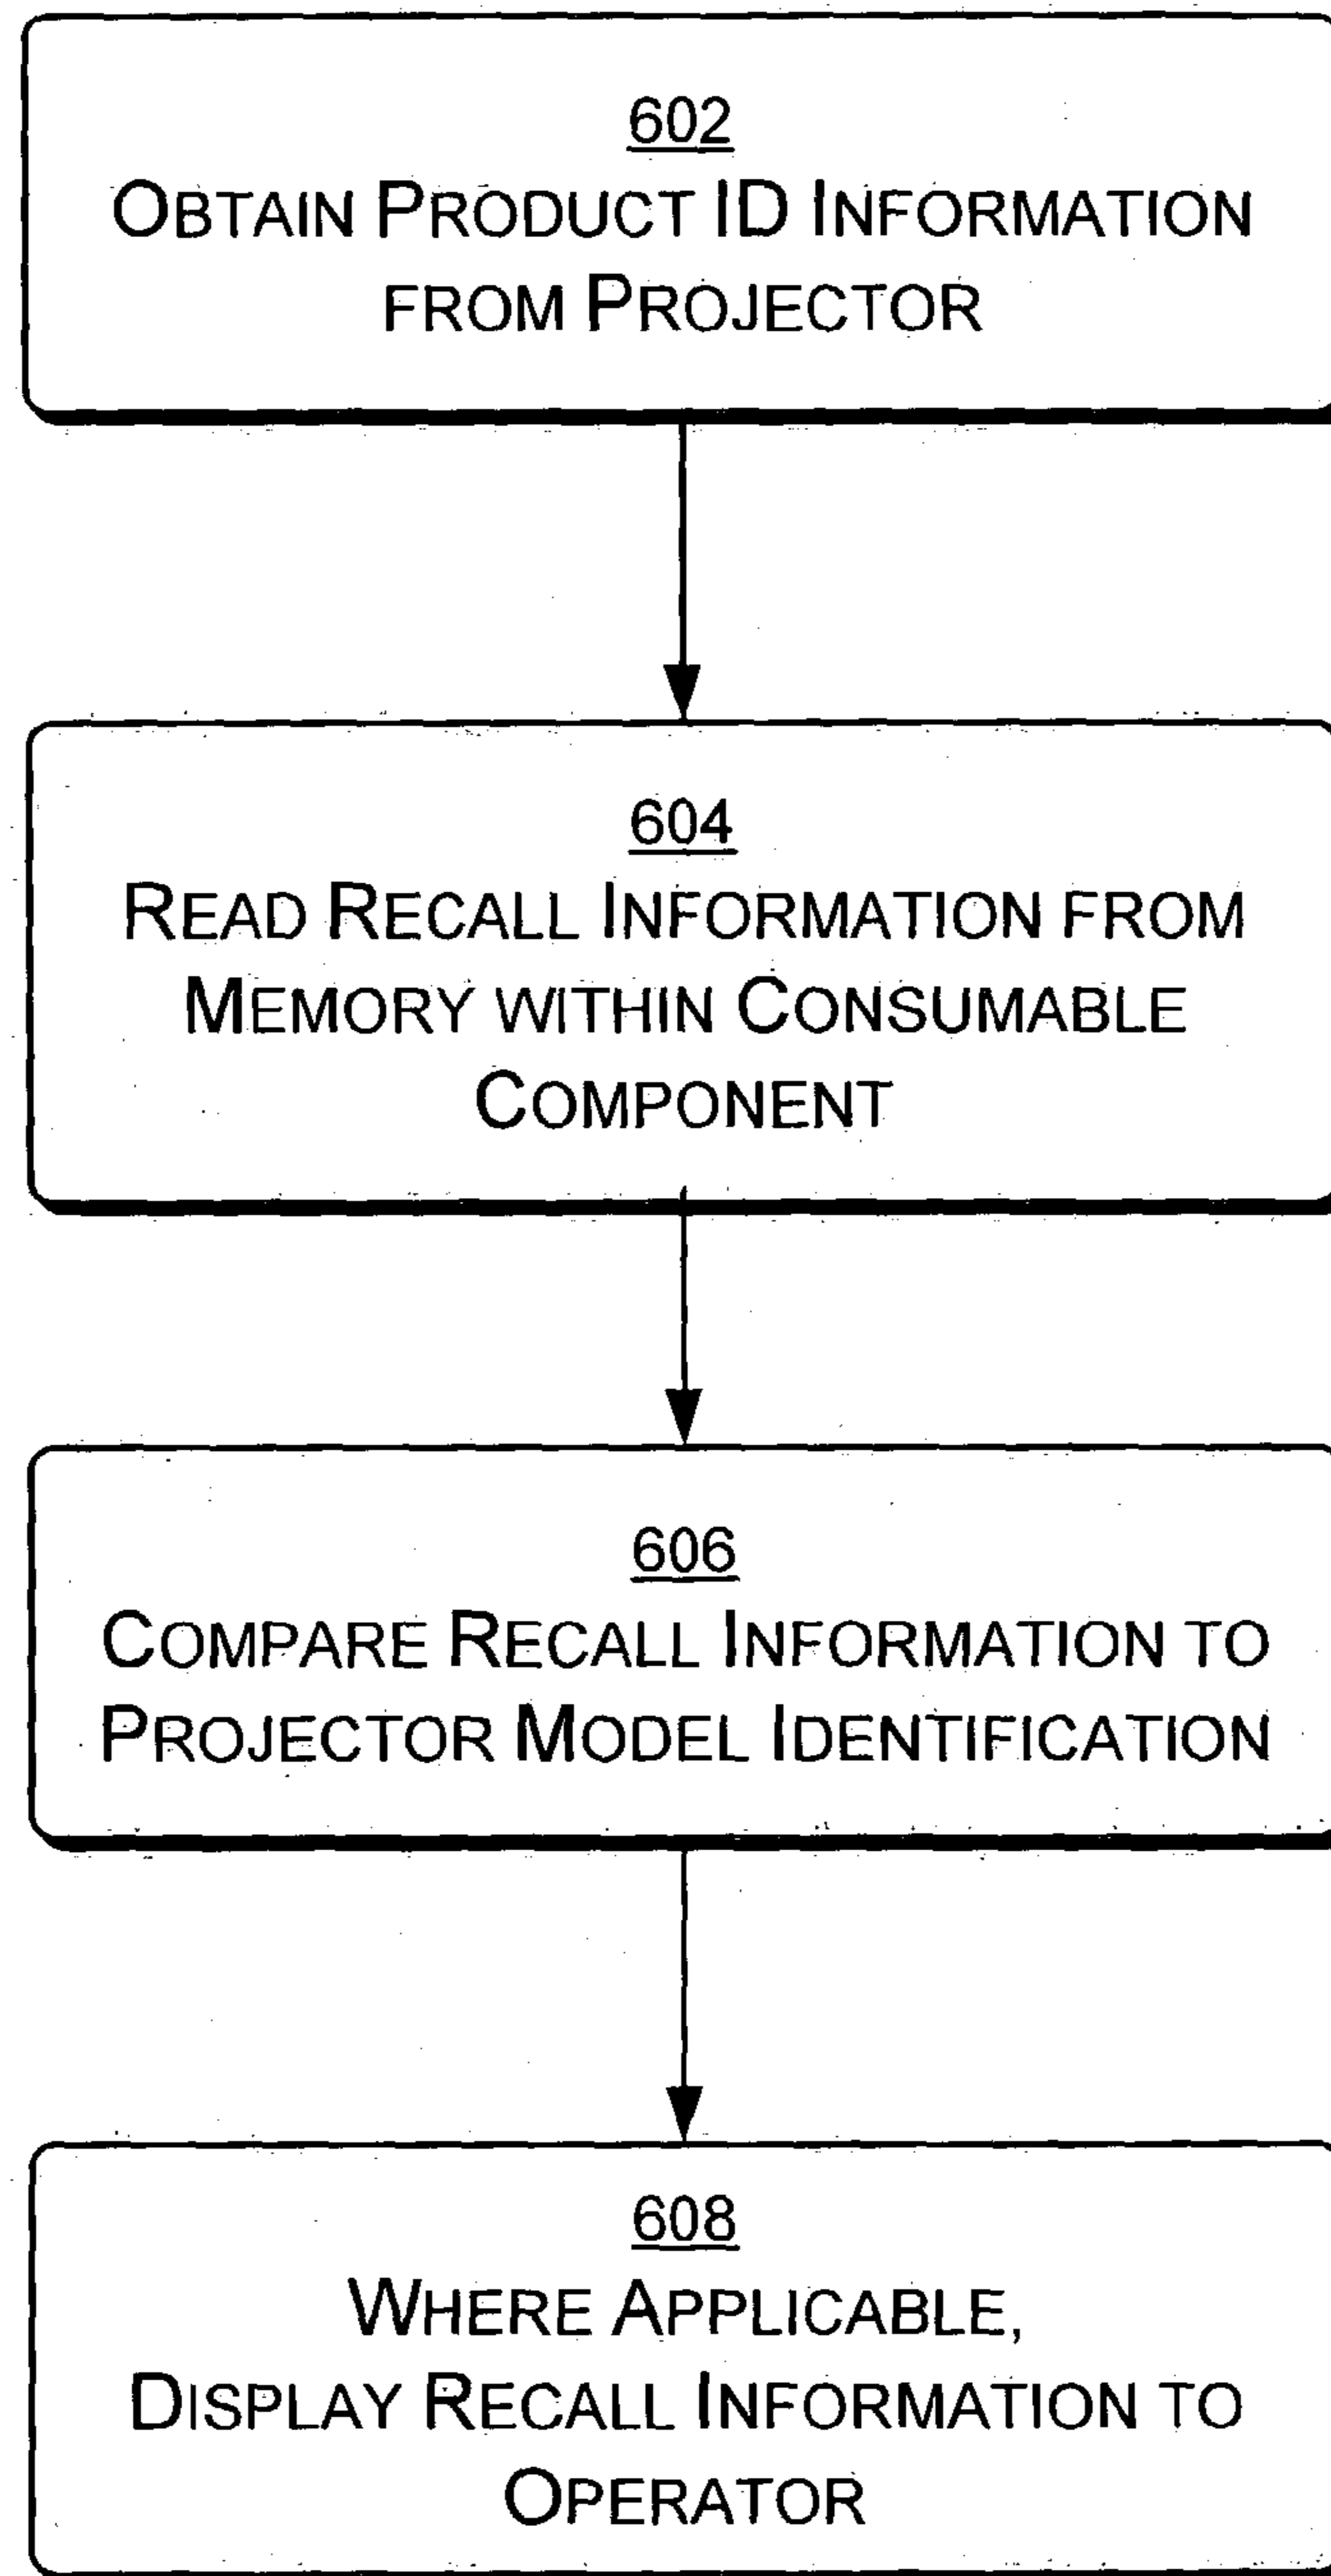 602
OBTAIN PRODUCT ID INFORMATION
FROM PROJECTOR
604
READ RECALL INFORMATION FROM
MEMORY WITHIN CONSUMABLE
COMPONENT
606
COMPARE RECALL INFORMATION TO
PROJECTOR MODEL IDENTIFICATION
608
WHERE APPLICABLE,
DISPLAY RECALL INFORMATION TO
OPERATOR